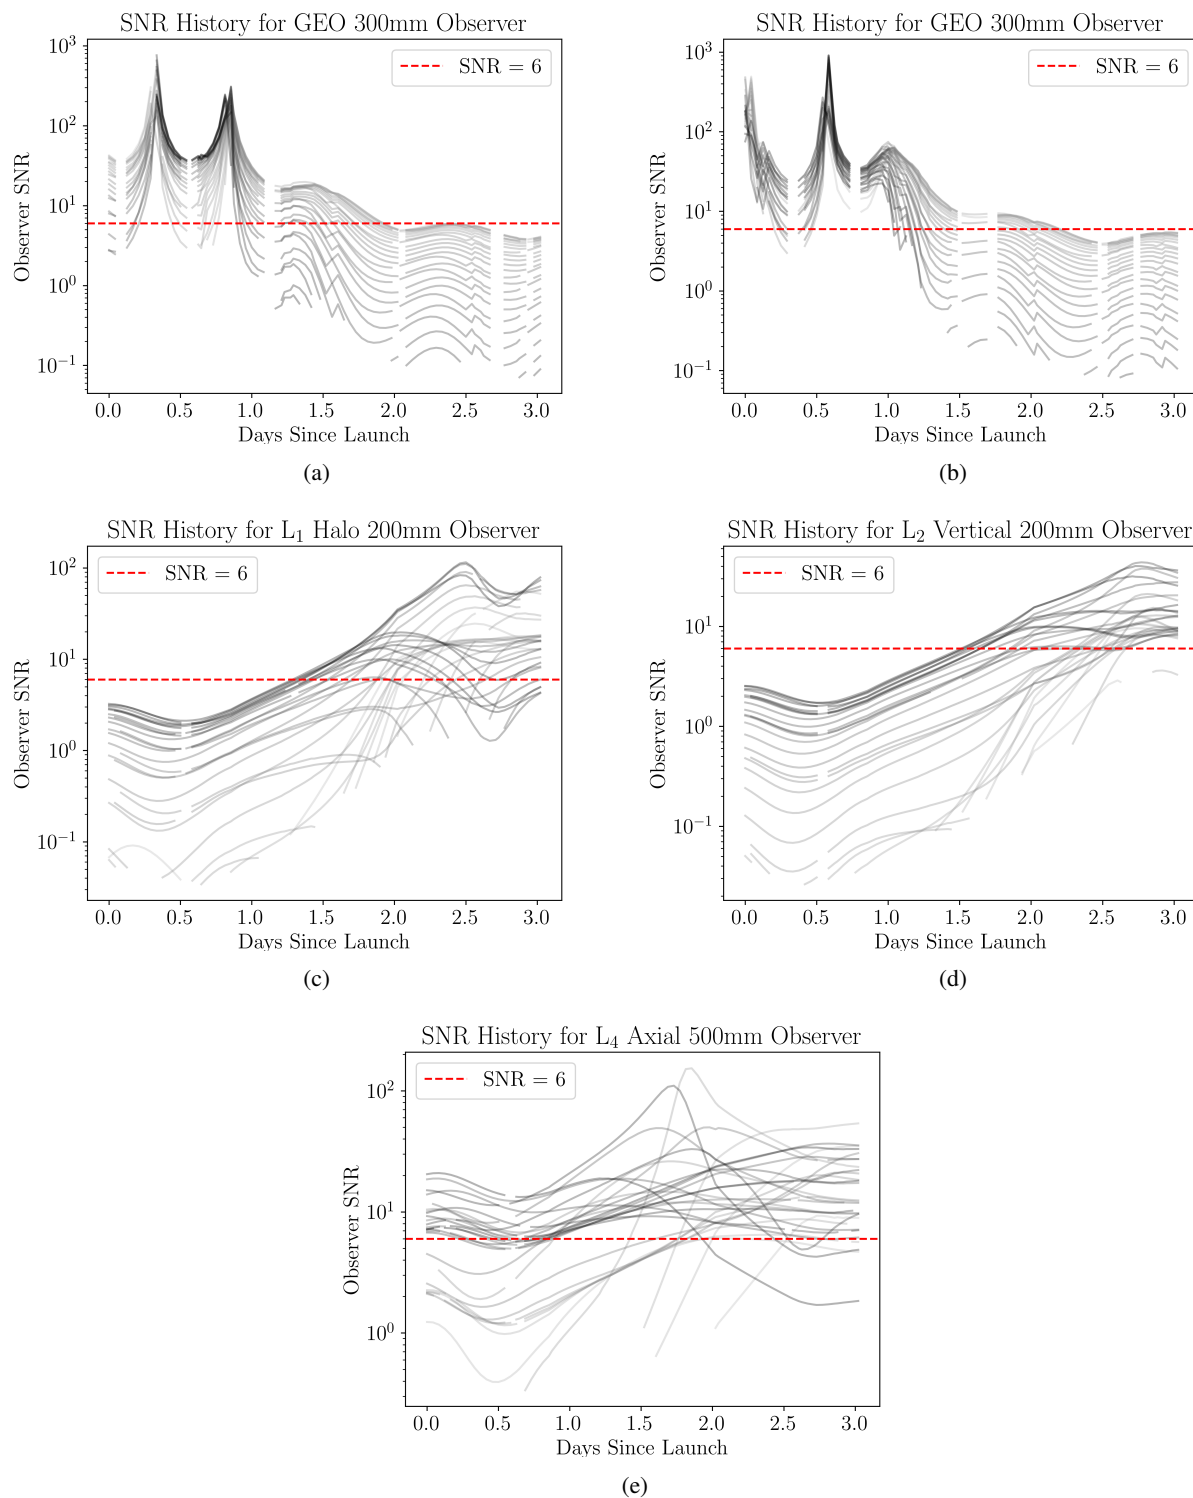 SNR History for GEO 300mm Observer
SNR = 6
Observer SNR
10³
10²
10¹
10⁰
10⁻¹
0.0 0.5 1.0 1.5 2.0 2.5 3.0
Days Since Launch
(a)
SNR History for GEO 300mm Observer
SNR = 6
Observer SNR
10³
10²
10¹
10⁰
10⁻¹
0.0 0.5 1.0 1.5 2.0 2.5 3.0
Days Since Launch
(b)
SNR History for L₁ Halo 200mm Observer
SNR = 6
Observer SNR
10²
10¹
10⁰
10⁻¹
0.0 0.5 1.0 1.5 2.0 2.5 3.0
Days Since Launch
(c)
SNR History for L₂ Vertical 200mm Observer
SNR = 6
Observer SNR
10¹
10⁰
10⁻¹
0.0 0.5 1.0 1.5 2.0 2.5 3.0
Days Since Launch
(d)
SNR History for L₄ Axial 500mm Observer
SNR = 6
Observer SNR
10²
10¹
10⁰
0.0 0.5 1.0 1.5 2.0 2.5 3.0
Days Since Launch
(e)